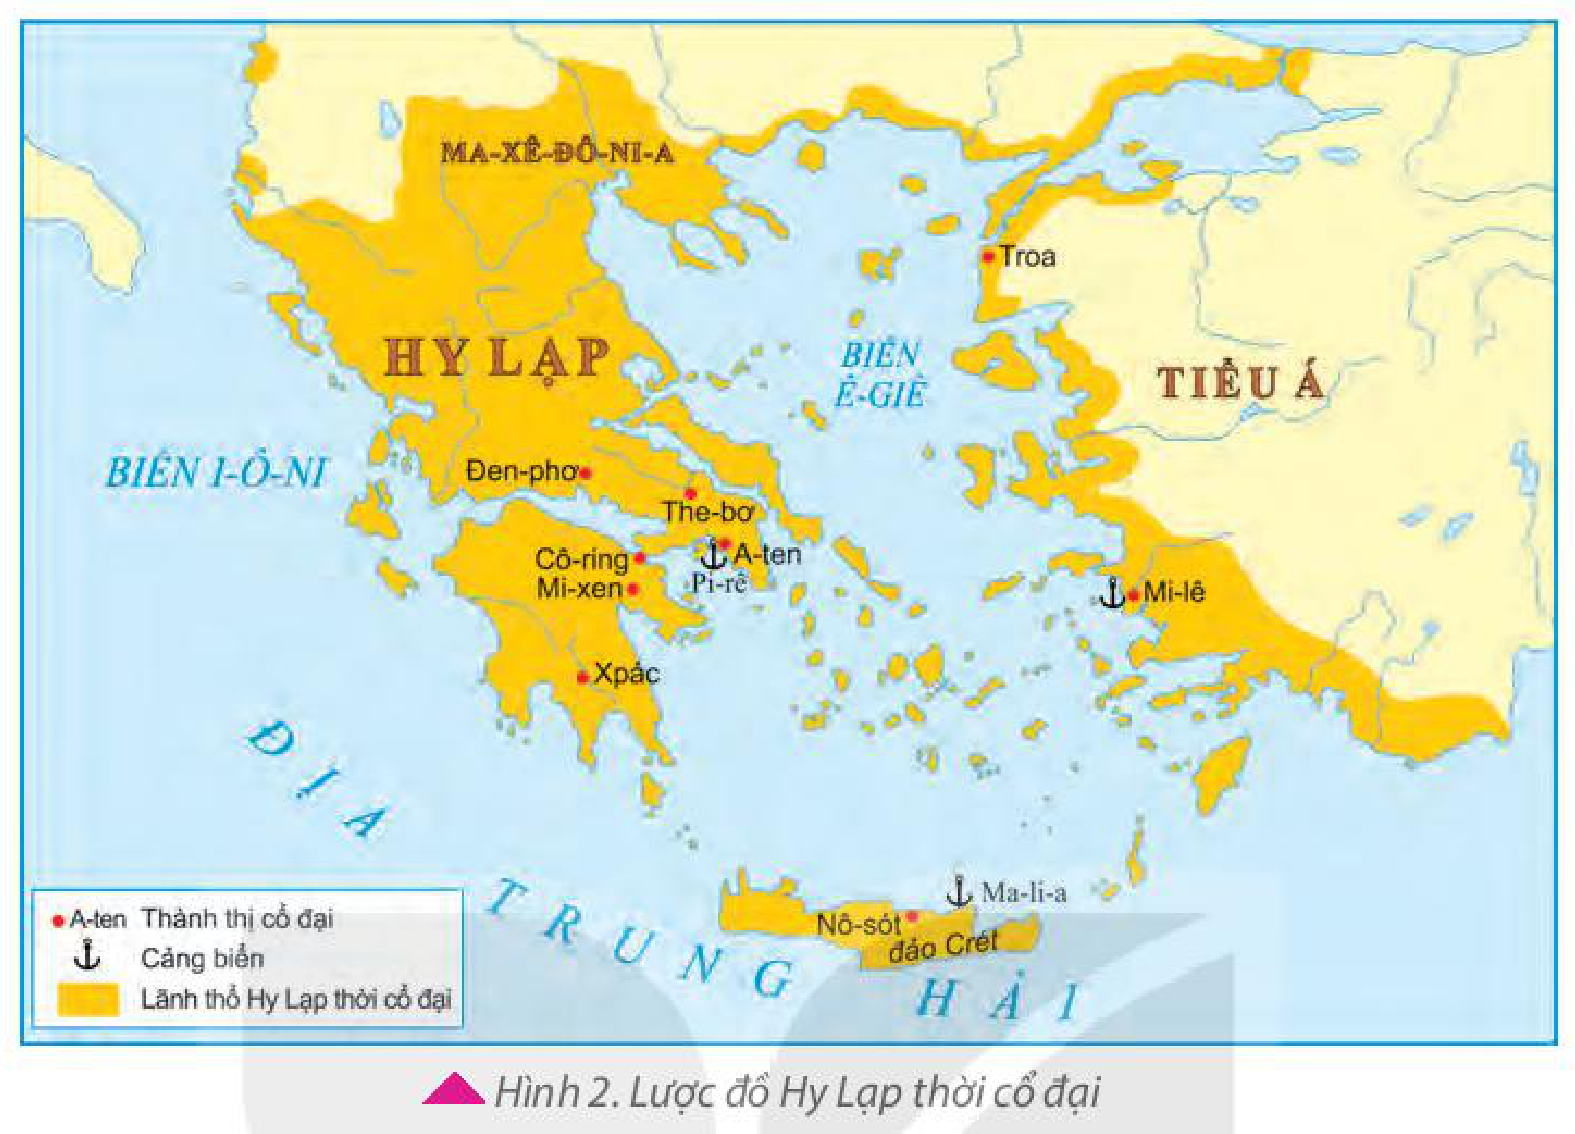 MA-XÊ-ĐÔ-NI-A
Troa
HY LẠP
BIỂN
Ê-GIÊ
TIỂU Á
BIỂN I-Ô-NI
Đen-phơ
The-bơ
Cô-ring
A-ten
Mi-xen
Pi-rê
Mi-lê
Xpác
ĐỊA TRUNG HẢI
Ma-li-a
Nô-sót
đảo Crét
A-ten Thành thị cổ đại
Cảng biển
Lãnh thổ Hy Lạp thời cổ đại
Hình 2. Lược đồ Hy Lạp thời cổ đại